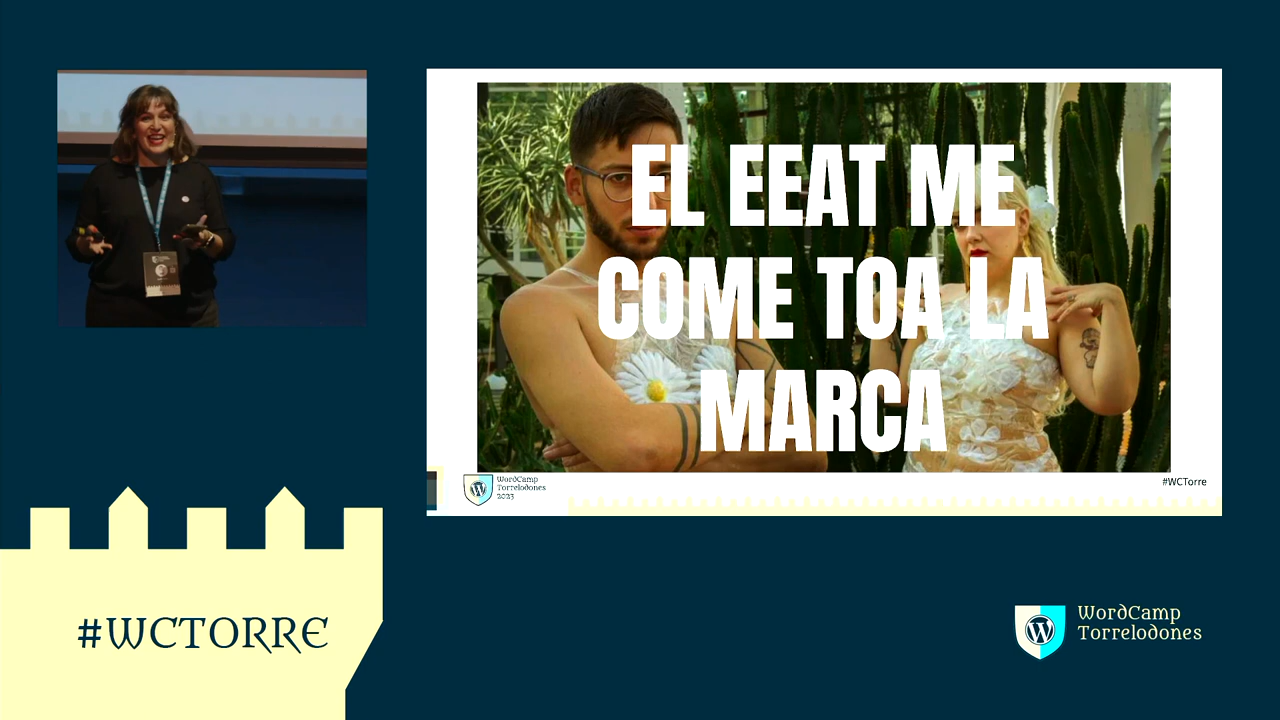 EL EEAT ME
COME TOA LA
MARCA
WordCamp
Torrelodones
2023
#WCTorre
#WCTORRE
WordCamp
Torrelodones